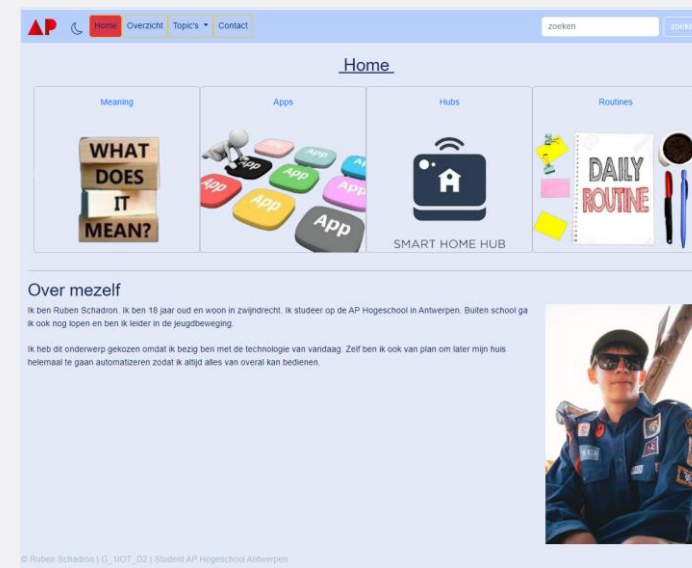 AP Home Overzicht Topic's Contact zoeken
Home
Meaning Apps Hubs Routines
WHAT
DOES
IT
MEAN?
App
App
App
App
App
App
SMART HOME HUB
DAILY
ROUTINE
Over mezelf
Ik ben Ruben Schadron. Ik ben 18 jaar oud en woon in zwijndrecht. Ik studeer op de AP Hogeschool in Antwerpen. Buiten school ga
ik ook nog lopen en ben ik leider in de jeugdbeweging.
Ik heb dit onderwerp gekozen omdat ik bezig ben met de technologie van vandaag. Zelf ben ik ook van plan om later mijn huis
helemaal te gaan automatizeren zodat ik altijd alles van overal kan bedienen.
© Ruben Schadron | G_1IOT_D2 | Student AP Hogeschool Antwerpen